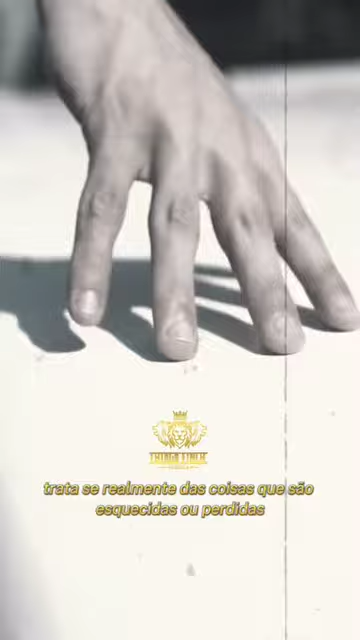 trata se realmente das coisas que são
esquecidas ou perdidas